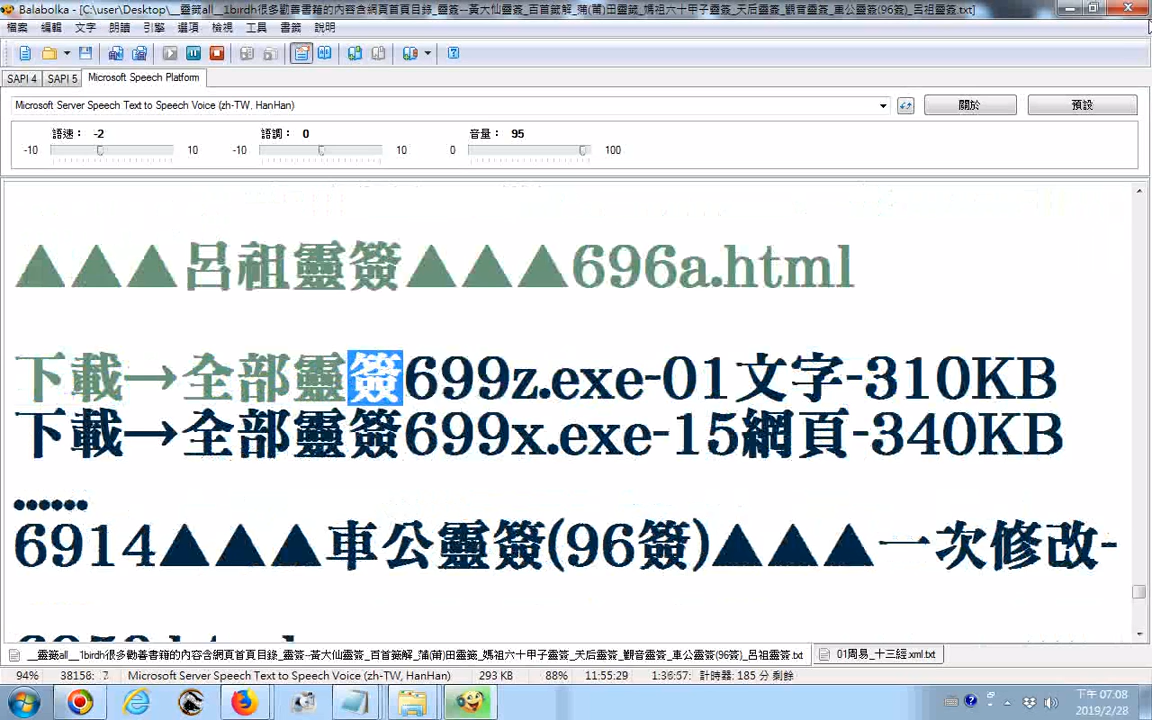 Balabolka - [C:\user\Desktop\__靈籤all__1birdh很多勸善書籍的內容含網頁首頁目錄_靈簽--黃大仙靈簽_百首籤解_蒲(莆)田靈籤_媽祖六十甲子靈簽_天后靈簽_觀音靈簽_車公靈簽(96簽)_呂祖靈簽.txt]
檔案 編輯 文字 朗讀 引擎 選項 檢視 工具 書籤 說明
SAPI 4 SAPI 5 Microsoft Speech Platform
Microsoft Server Speech Text to Speech Voice (zh-TW, HanHan) 關於 預設
語速： -2 語調： 0 音量： 95
-10 10 -10 10 0 100
▲▲▲呂祖靈簽▲▲▲696a.html
下載→全部靈簽699z.exe-01文字-310KB
下載→全部靈簽699x.exe-15網頁-340KB
••••••
6914▲▲▲車公靈簽(96簽)▲▲▲一次修改-
__靈籤all__1birdh很多勸善書籍的內容含網頁首頁目錄_靈簽--黃大仙靈簽_百首籤解_蒲(莆)田靈籤_媽祖六十甲子靈簽_天后靈簽_觀音靈簽_車公靈簽(96簽)_呂祖靈簽.txt 01周易_十三經.xml.txt
94% 38158: 7 Microsoft Server Speech Text to Speech Voice (zh-TW, HanHan) 293 KB 88% 11:55:29 1:36:57: 計時器: 185 分 剩餘
下午 07:08
2019/2/28